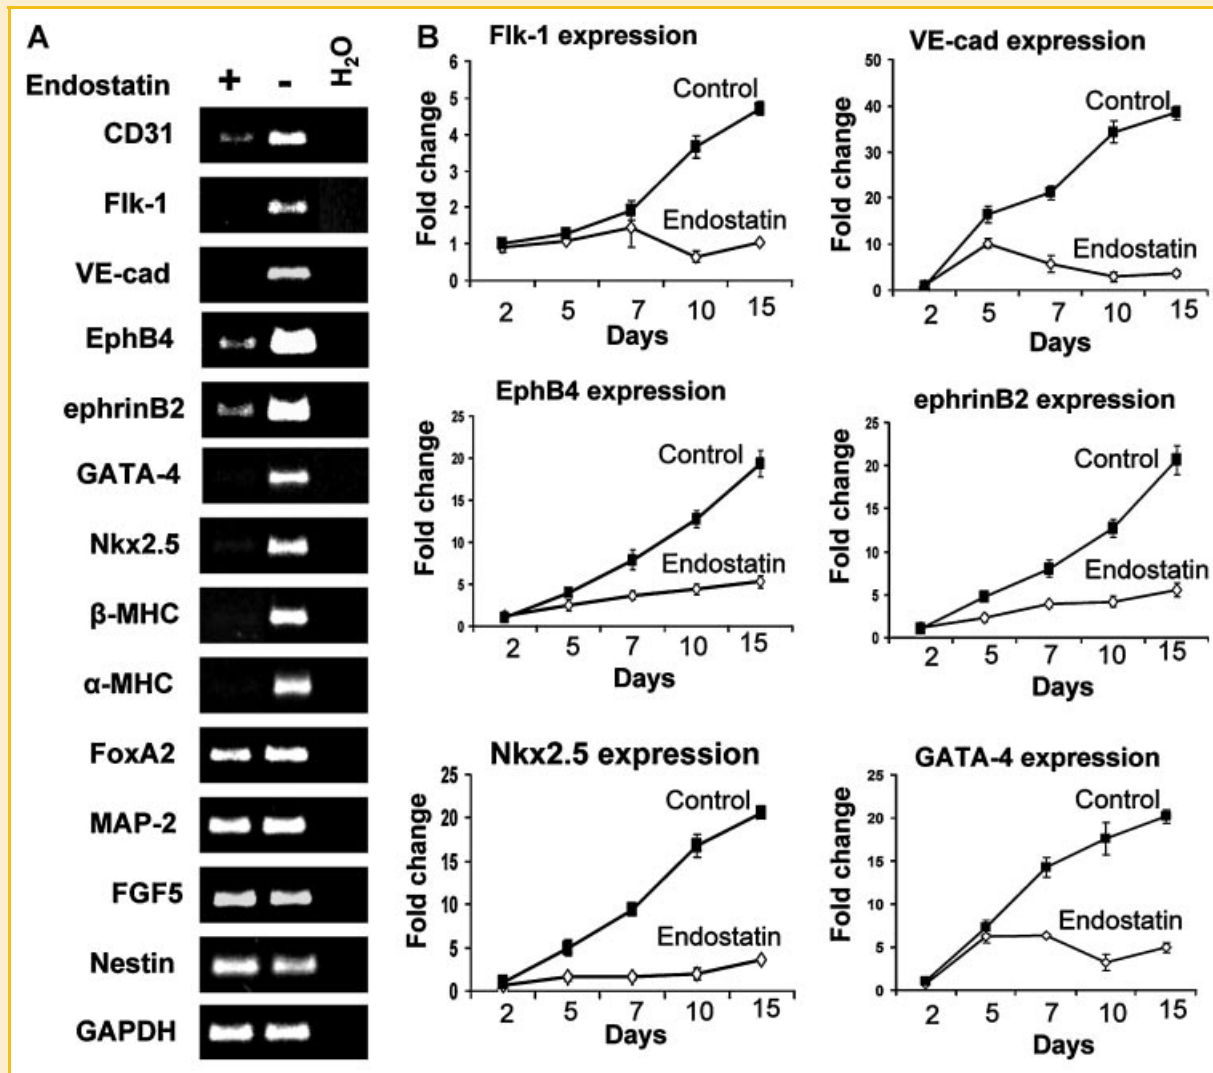 A
Endostatin + - H₂O
CD31
Flk-1
VE-cad
EphB4
ephrinB2
GATA-4
Nkx2.5
β-MHC
α-MHC
FoxA2
MAP-2
FGF5
Nestin
GAPDH
B
Flk-1 expression
Fold change
6
5
4
3
2
1
0
Control
Endostatin
2 5 7 10 15
Days
VE-cad expression
Fold change
50
40
30
20
10
0
Control
Endostatin
2 5 7 10 15
Days
EphB4 expression
Fold change
25
20
15
10
5
0
Control
Endostatin
2 5 7 10 15
Days
ephrinB2 expression
Fold change
25
20
15
10
5
0
Control
Endostatin
2 5 7 10 15
Days
Nkx2.5 expression
Fold change
25
20
15
10
5
0
Control
Endostatin
2 5 7 10 15
Days
GATA-4 expression
Fold change
25
20
15
10
5
0
Control
Endostatin
2 5 7 10 15
Days